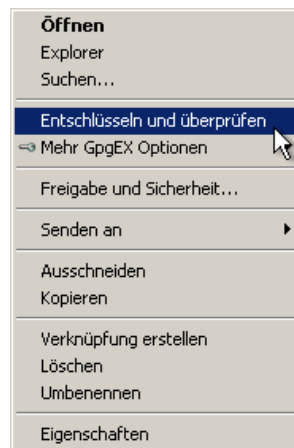 Öffnen
Explorer
Suchen...
Entschlüsseln und überprüfen
Mehr GpgEX Optionen
Freigabe und Sicherheit...
Senden an
Ausschneiden
Kopieren
Verknüpfung erstellen
Löschen
Umbenennen
Eigenschaften